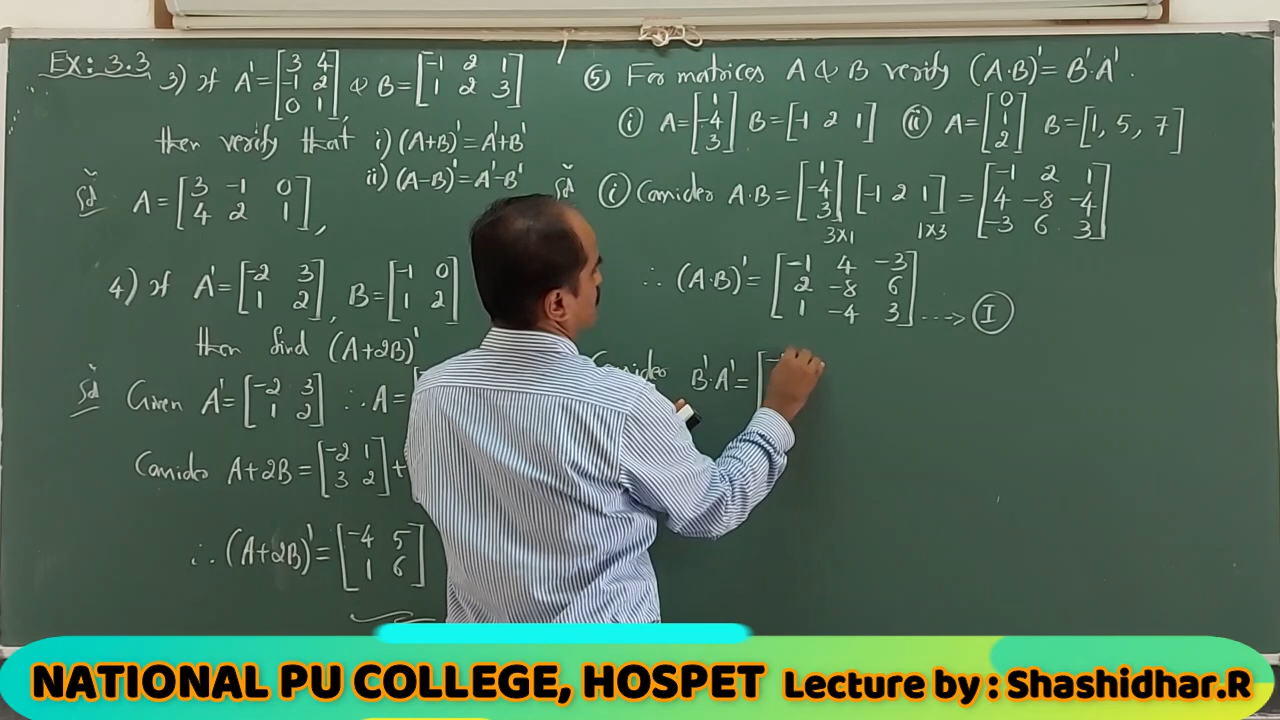 Ex: 3.3
3) If A' = [3 4; -1 2; 0 1], & B = [-1 2 1; 1 2 3]
then verify that i) (A+B)' = A'+B'
ii) (A-B)' = A'-B'
Sol A = [3 -1 0; 4 2 1],
4) If A' = [-2 3; 1 2], B = [-1 0; 1 2]
then find (A+2B)'
Sol Given A' = [-2 3; 1 2] ∴ A =
Consider A+2B = [-2 1; 3 2] +
∴ (A+2B)' = [-4 5; 1 6]
⑤ For matrices A & B verify (A·B)' = B'·A'.
(i) A = [1; -4; 3] B = [-1 2 1] (ii) A = [0; 1; 2] B = [1, 5, 7]
Sol (i) Consider A·B = [1; -4; 3] [-1 2 1] = [-1 2 1; 4 -8 -4; -3 6 3]
3×1 1×3
∴ (A·B)' = [-1 4 -3; 2 -8 6; 1 -4 3] ...→ (I)
Consider B'·A' = [
NATIONAL PU COLLEGE, HOSPET Lecture by : Shashidhar.R